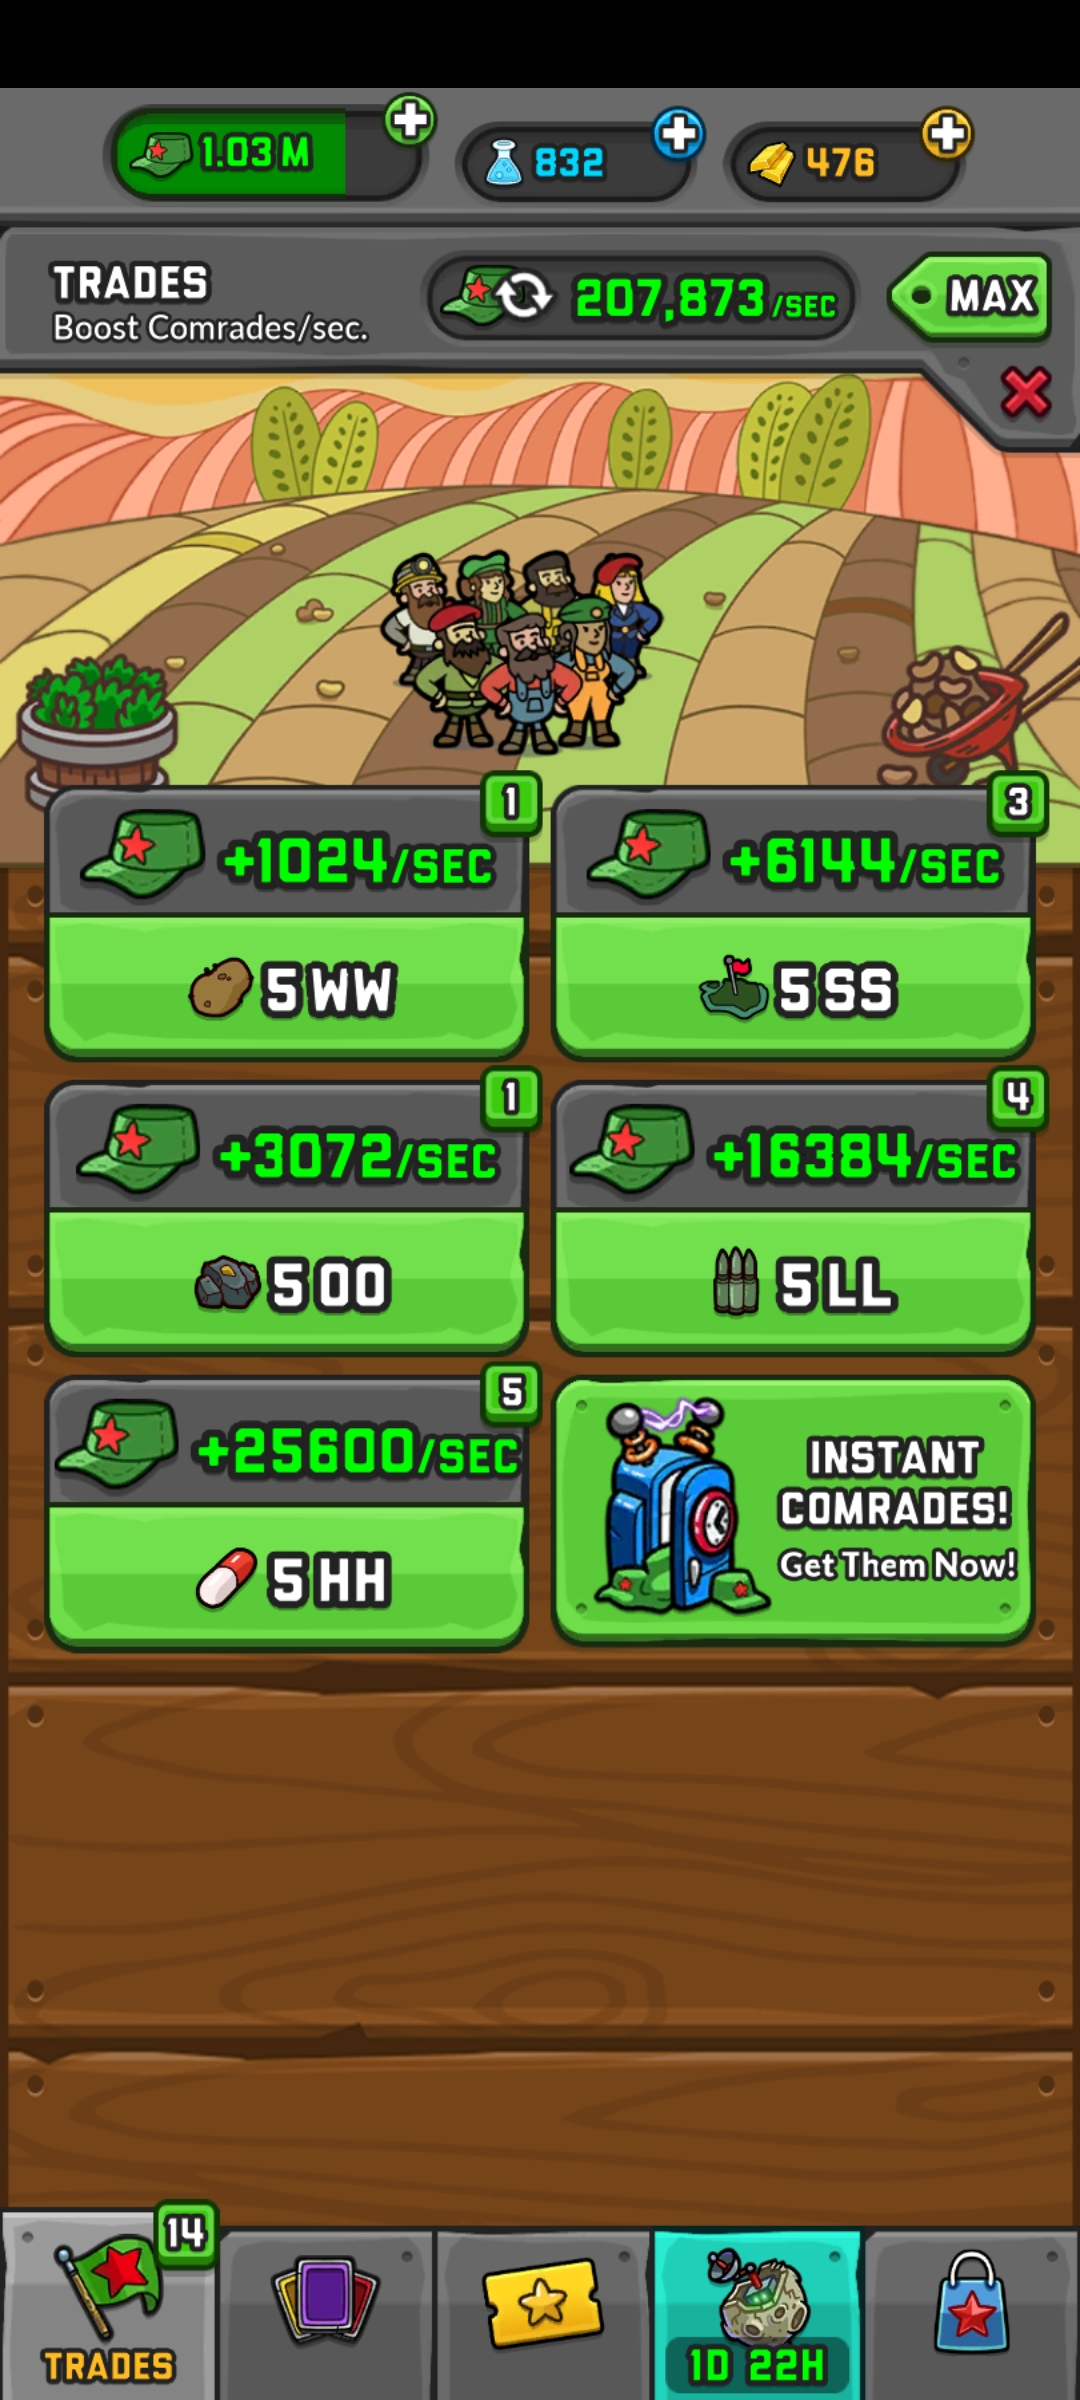 1.03 M
832
476
TRADES
Boost Comrades/sec.
207,873/SEC
MAX
1
+1024/SEC
5 WW
3
+6144/SEC
5 SS
1
+3072/SEC
5 OO
4
+16384/SEC
5 LL
5
+25600/SEC
5 HH
INSTANT
COMRADES!
Get Them Now!
14
TRADES
1D 22H